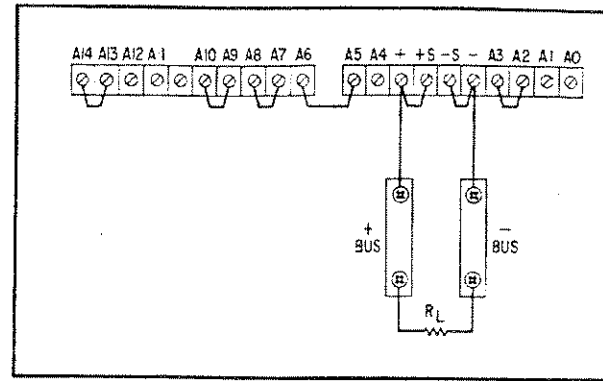 A14 A13 A12 A11 A10 A9 A8 A7 A6 A5 A4 + +S -S - A3 A2 A1 A0
+ BUS
- BUS
RL